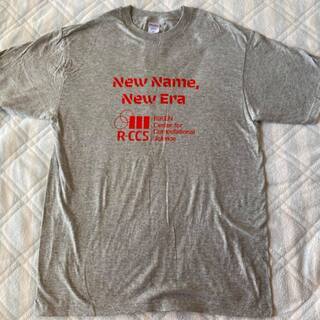 New Name,
New Era
R-CCS
RIKEN
Center for
Computational
Science